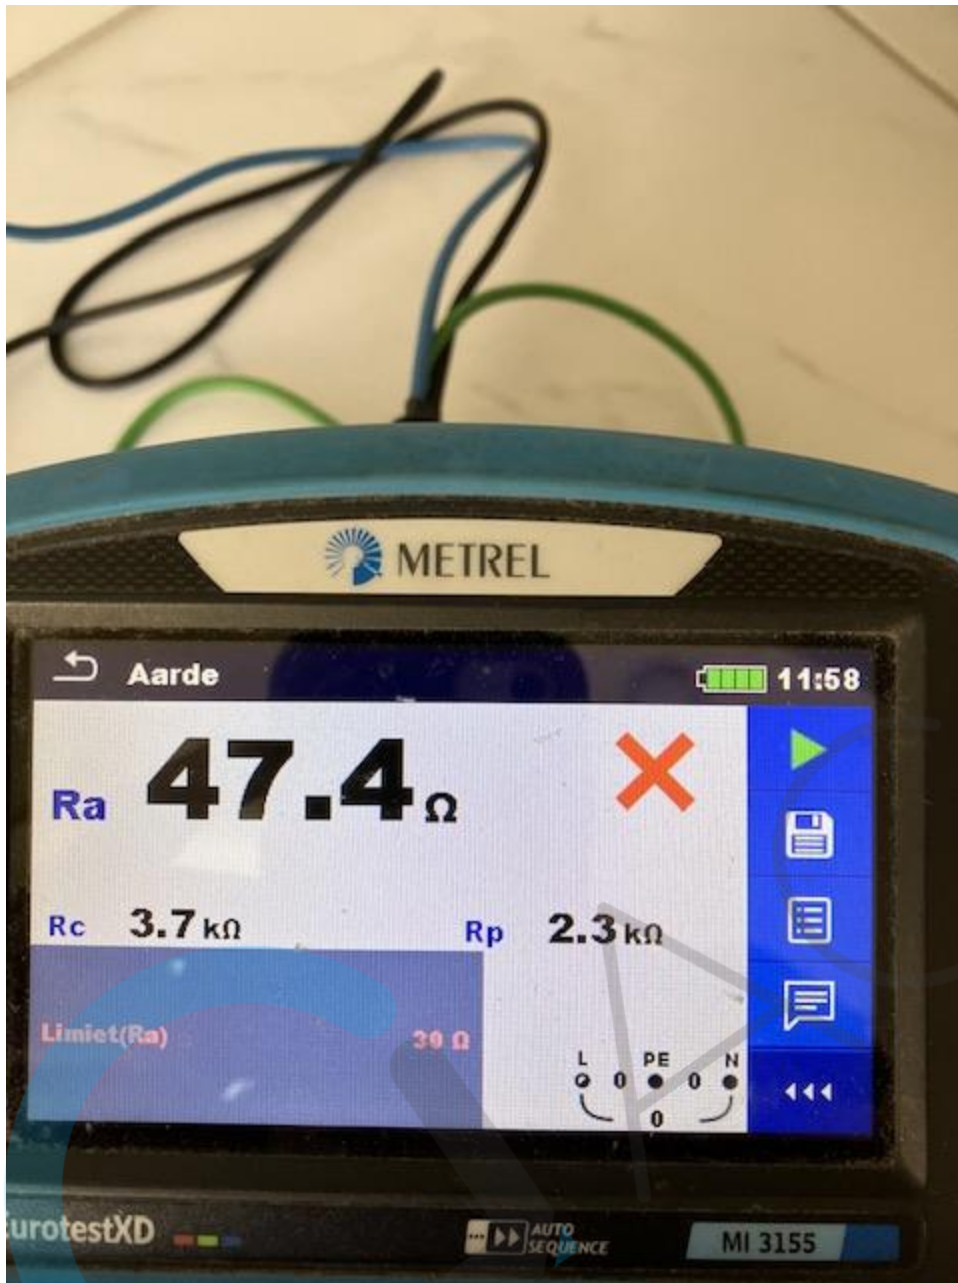 METREL
Aarde 11:58
Ra 47.4 Ω
Rc 3.7 kΩ Rp 2.3 kΩ
Limiet(Ra) 30 Ω
L PE N
0 0
0
EurotestXD
AUTO SEQUENCE
MI 3155